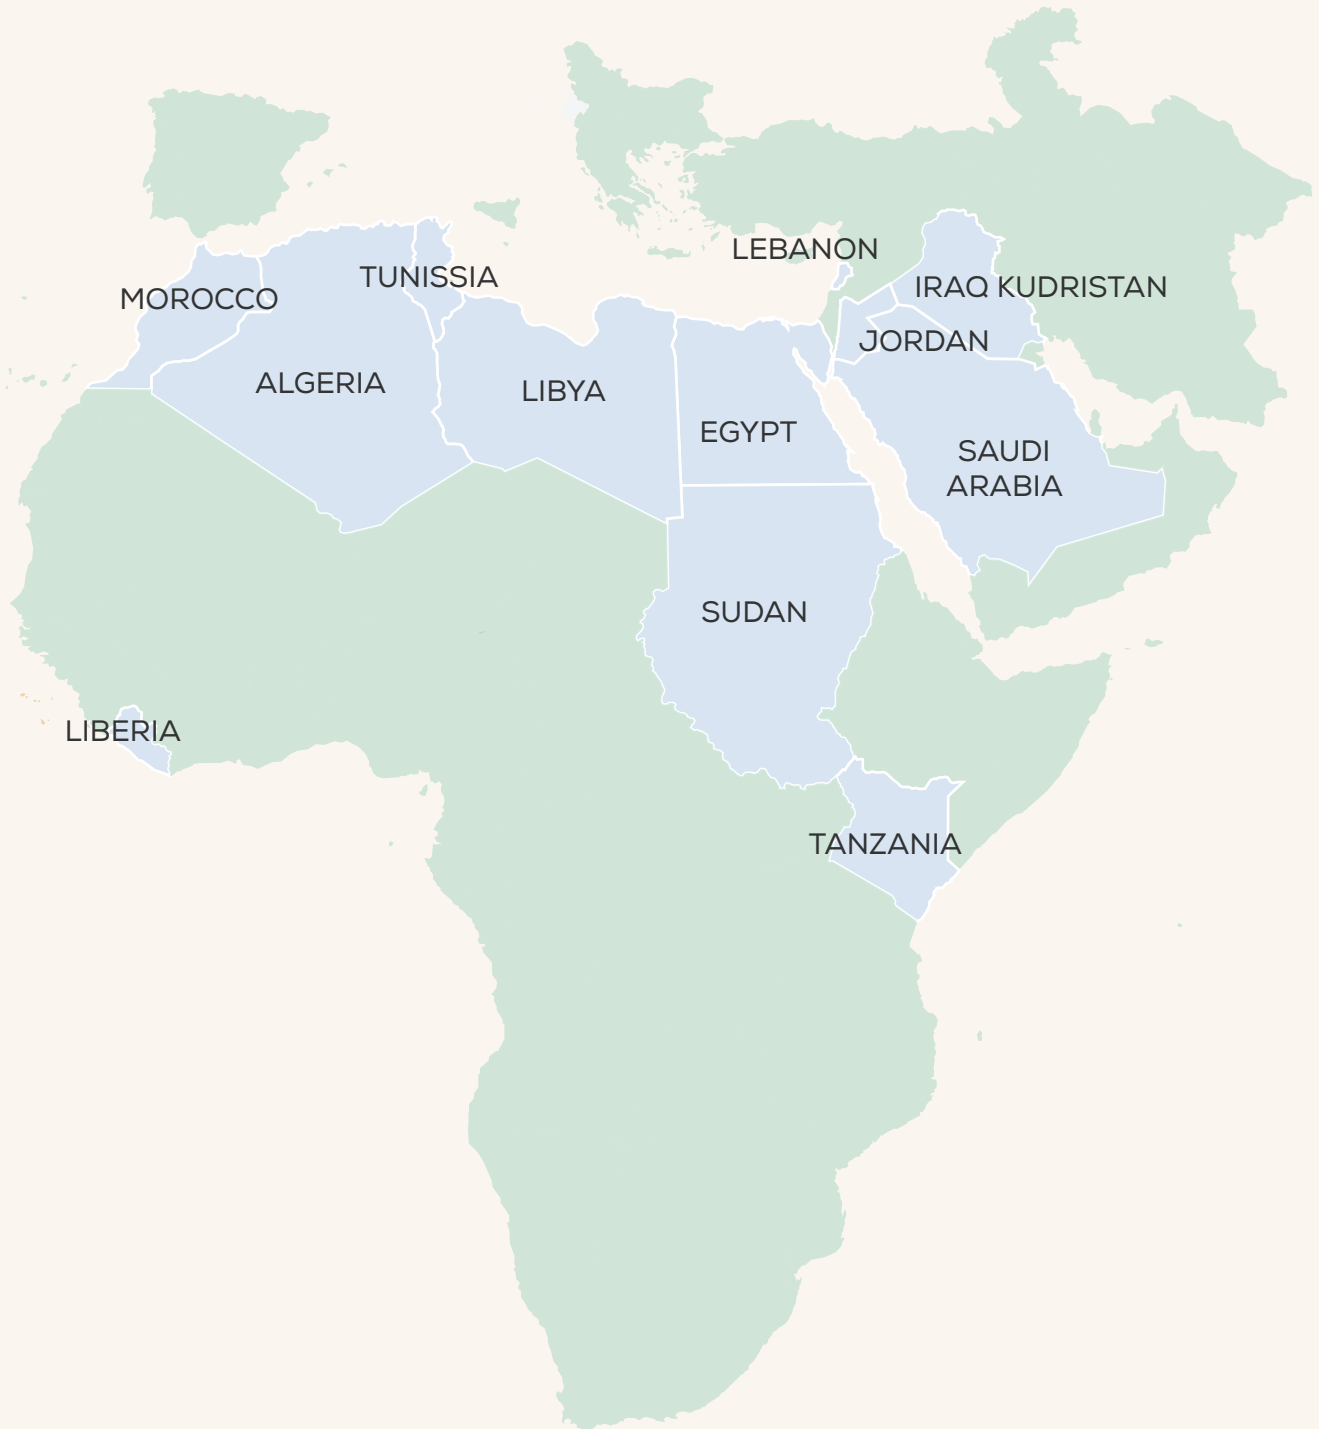 LEBANON
TUNISSIA
IRAQ KUDRISTAN
MOROCCO
JORDAN
ALGERIA
LIBYA
EGYPT
SAUDI
ARABIA
SUDAN
LIBERIA
TANZANIA